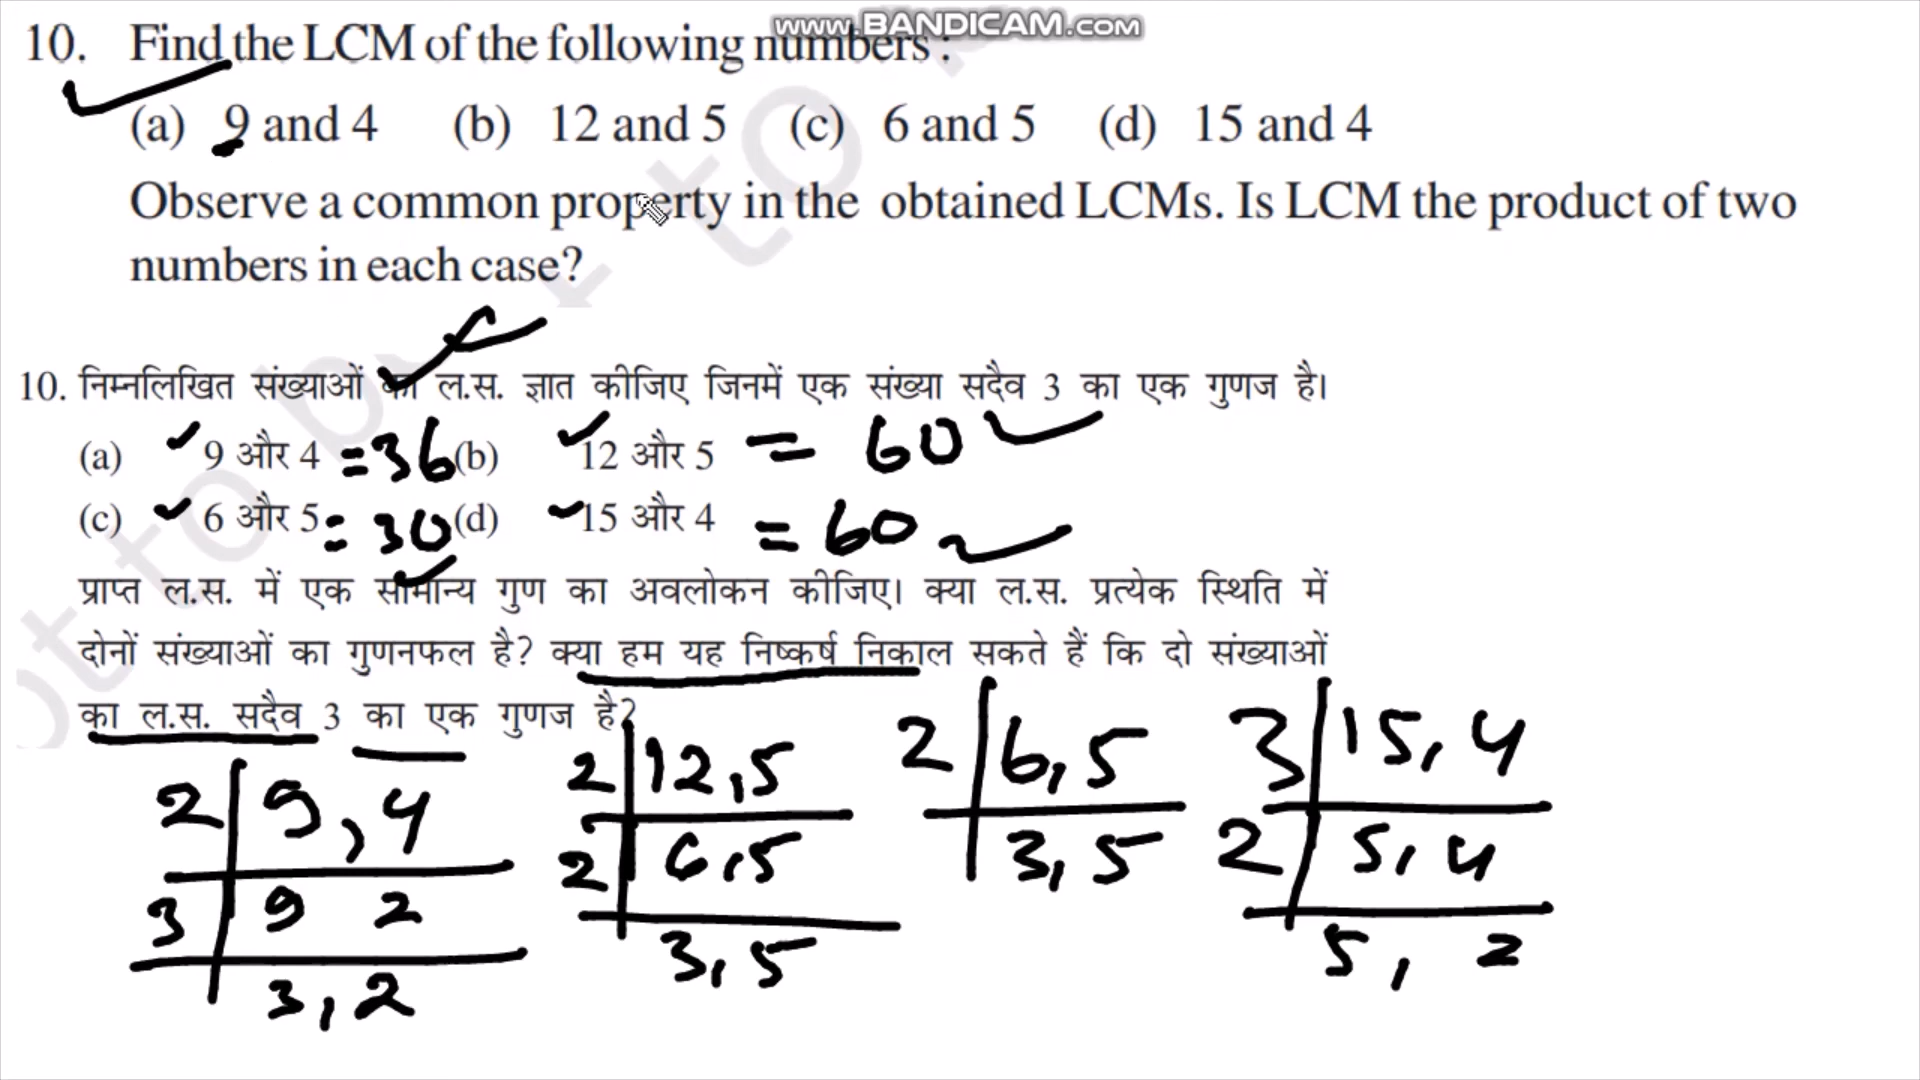 www.BANDICAM.com
10. Find the LCM of the following numbers :
(a) 9 and 4 (b) 12 and 5 (c) 6 and 5 (d) 15 and 4
Observe a common property in the obtained LCMs. Is LCM the product of two
numbers in each case?
10. निम्नलिखित संख्याओं का ल.स. ज्ञात कीजिए जिनमें एक संख्या सदैव 3 का एक गुणज है।
(a) 9 और 4 = 36 (b) 12 और 5 = 60
(c) 6 और 5 = 30 (d) 15 और 4 = 60
प्राप्त ल.स. में एक सामान्य गुण का अवलोकन कीजिए। क्या ल.स. प्रत्येक स्थिति में
दोनों संख्याओं का गुणनफल है? क्या हम यह निष्कर्ष निकाल सकते हैं कि दो संख्याओं
का ल.स. सदैव 3 का एक गुणज है?
2 9, 4
3 9 2
3, 2
2 12, 5
2 6, 5
3, 5
2 6, 5
3, 5
3 15, 4
2 5, 4
5, 2